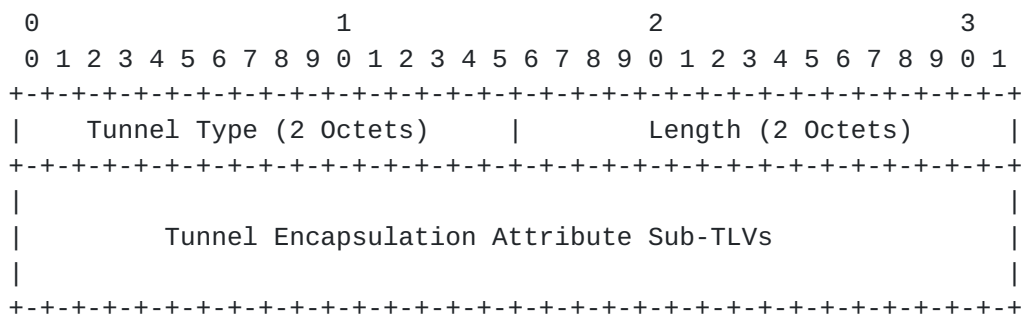 0                   1                   2                   3
 0 1 2 3 4 5 6 7 8 9 0 1 2 3 4 5 6 7 8 9 0 1 2 3 4 5 6 7 8 9 0 1
+-+-+-+-+-+-+-+-+-+-+-+-+-+-+-+-+-+-+-+-+-+-+-+-+-+-+-+-+-+-+-+-+
|    Tunnel Type (2 Octets)     |        Length (2 Octets)      |
+-+-+-+-+-+-+-+-+-+-+-+-+-+-+-+-+-+-+-+-+-+-+-+-+-+-+-+-+-+-+-+-+
|                                                               |
|         Tunnel Encapsulation Attribute Sub-TLVs               |
|                                                               |
+-+-+-+-+-+-+-+-+-+-+-+-+-+-+-+-+-+-+-+-+-+-+-+-+-+-+-+-+-+-+-+-+